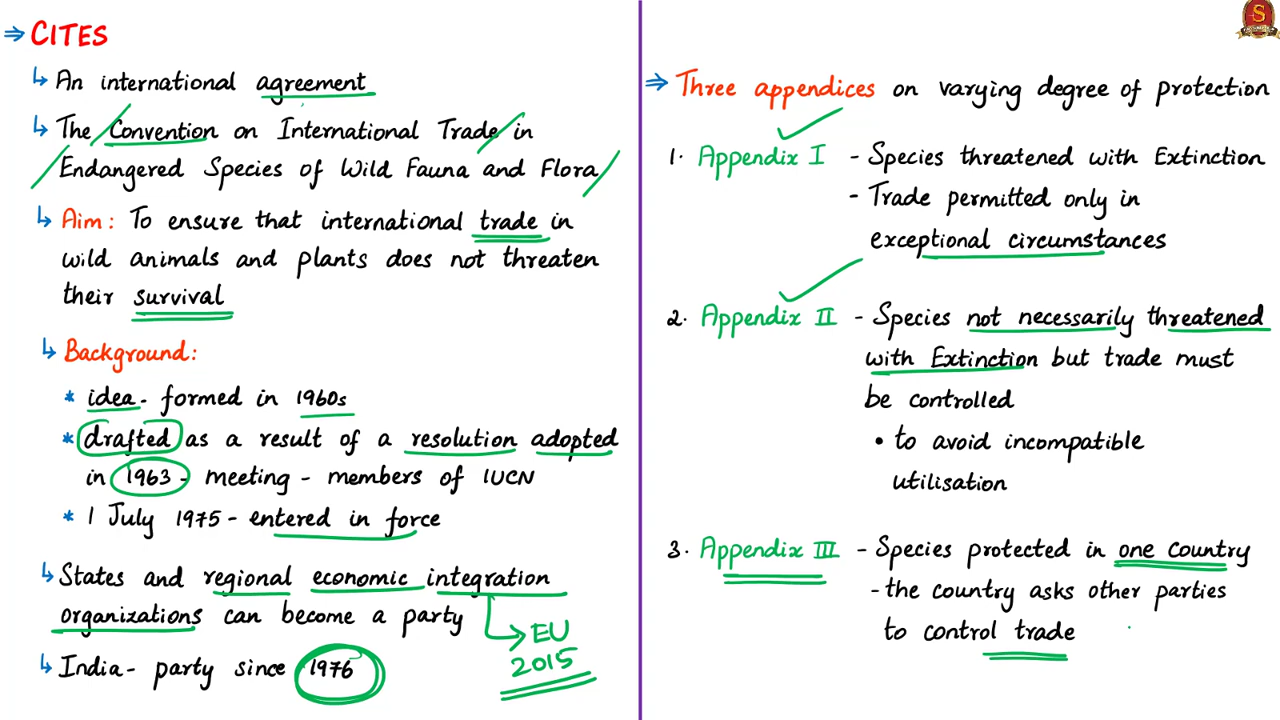 ⇒ CITES
↳ An international agreement
↳ The Convention on International Trade in
Endangered Species of Wild Fauna and Flora
↳ Aim: To ensure that international trade in
wild animals and plants does not threaten
their survival
↳ Background:
* idea - formed in 1960s
* drafted as a result of a resolution adopted
in 1963 - meeting - members of IUCN
* 1 July 1975 - entered in force
↳ States and regional economic integration
organizations can become a party
→ EU
2015
↳ India - party since 1976
⇒ Three appendices on varying degree of protection
1. Appendix I - Species threatened with Extinction
- Trade permitted only in
exceptional circumstances
2. Appendix II - Species not necessarily threatened
with Extinction but trade must
be controlled
• to avoid incompatible
utilisation
3. Appendix III - Species protected in one country
- the country asks other parties
to control trade
S